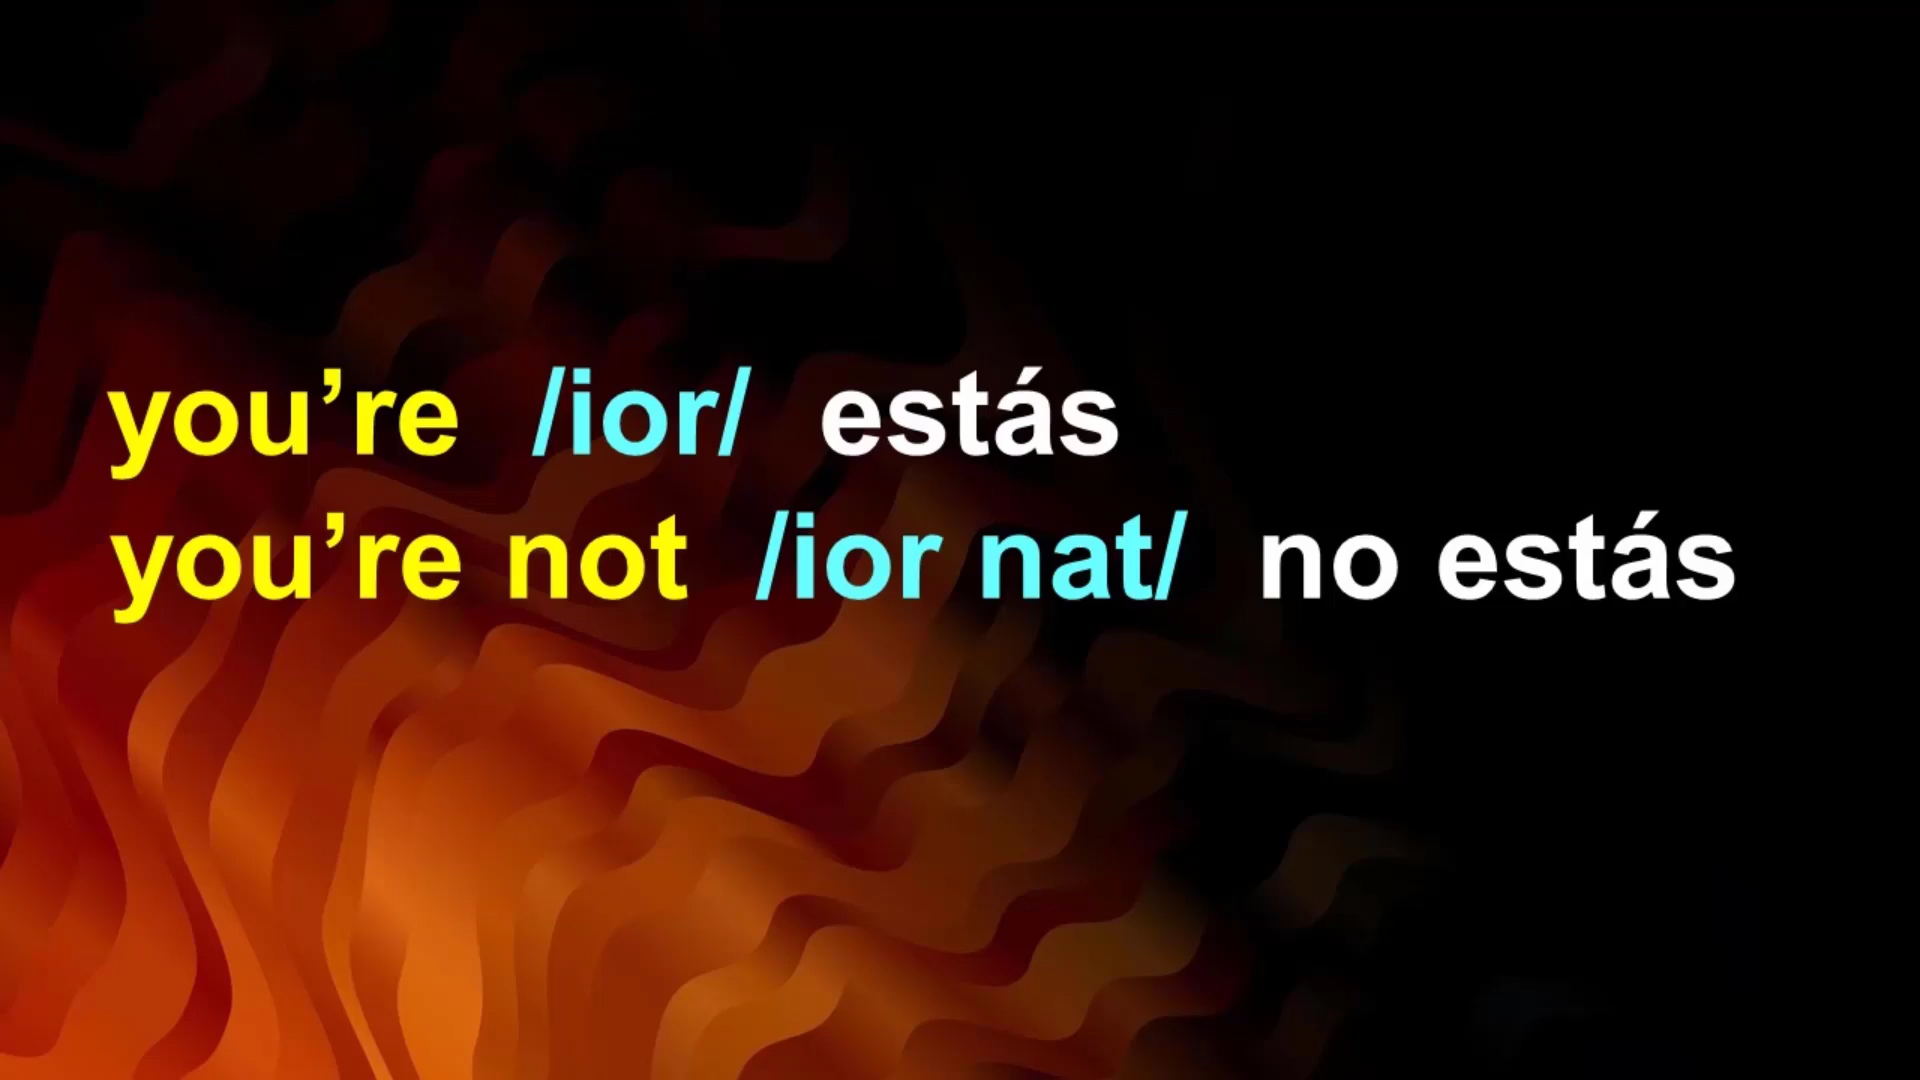 you’re /ior/ estás
you’re not /ior nat/ no estás